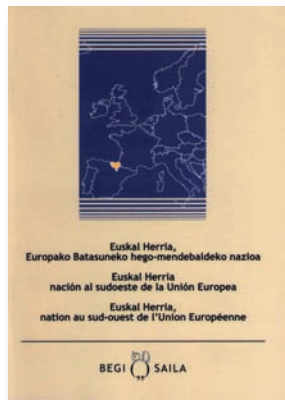 Euskal Herria,
Europako Batasuneko hego-mendebaldeko nazioa
Euskal Herria
nación al sudoeste de la Unión Europea
Euskal Herria,
nation au sud-ouest de l'Union Européenne
BEGI SAILA